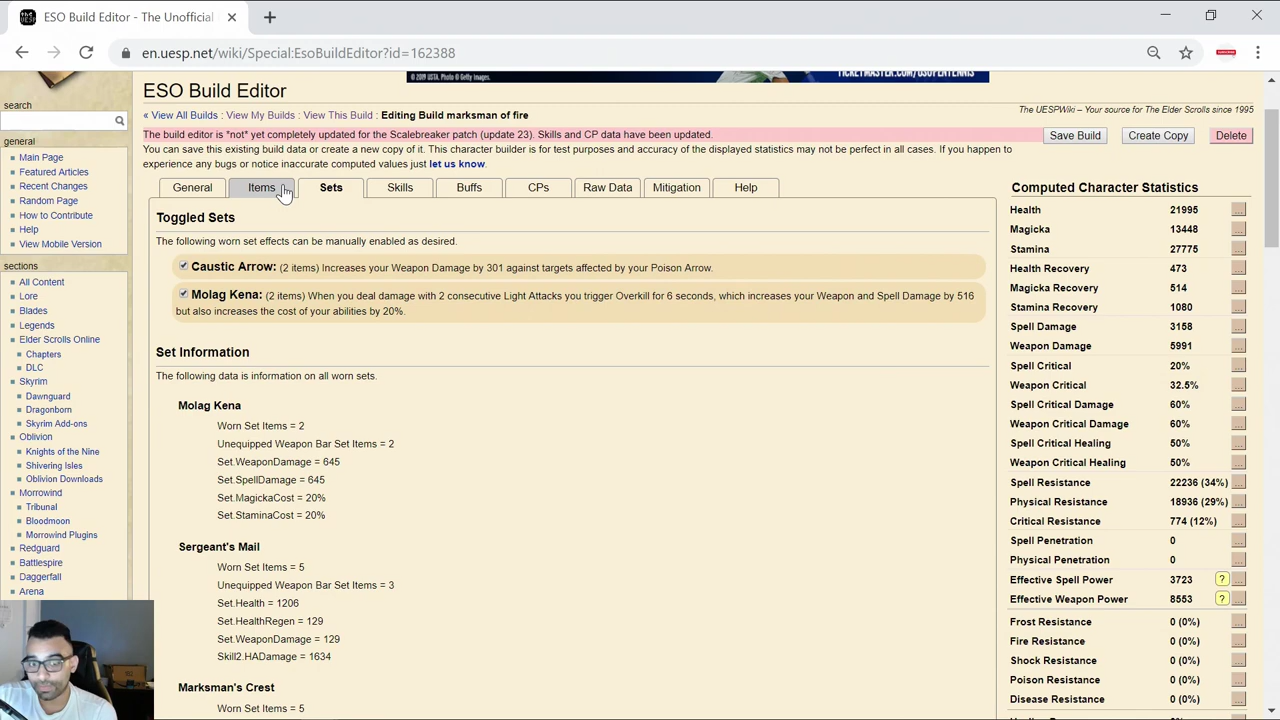 ESO Build Editor - The Unofficial
en.uesp.net/wiki/Special:EsoBuildEditor?id=162388
SUBSCRIBE
©2019 USTA. Photo © Getty Images.
TICKETMASTER.COM/USOPENTENNIS
search
general
Main Page
Featured Articles
Recent Changes
Random Page
How to Contribute
Help
View Mobile Version
sections
All Content
Lore
Blades
Legends
Elder Scrolls Online
Chapters
DLC
Skyrim
Dawnguard
Dragonborn
Skyrim Add-ons
Oblivion
Knights of the Nine
Shivering Isles
Oblivion Downloads
Morrowind
Tribunal
Bloodmoon
Morrowind Plugins
Redguard
Battlespire
Daggerfall
Arena
ESO Build Editor
The UESPWiki – Your source for The Elder Scrolls since 1995
« View All Builds : View My Builds : View This Build : Editing Build marksman of fire
The build editor is *not* yet completely updated for the Scalebreaker patch (update 23). Skills and CP data have been updated.
You can save this existing build data or create a new copy of it. This character builder is for test purposes and accuracy of the displayed statistics may not be perfect in all cases. If you happen to
experience any bugs or notice inaccurate computed values just let us know.
Save Build Create Copy Delete
General Items Sets Skills Buffs CPs Raw Data Mitigation Help
Toggled Sets
The following worn set effects can be manually enabled as desired.
Caustic Arrow: (2 items) Increases your Weapon Damage by 301 against targets affected by your Poison Arrow.
Molag Kena: (2 items) When you deal damage with 2 consecutive Light Attacks you trigger Overkill for 6 seconds, which increases your Weapon and Spell Damage by 516
but also increases the cost of your abilities by 20%.
Set Information
The following data is information on all worn sets.
Molag Kena
Worn Set Items = 2
Unequipped Weapon Bar Set Items = 2
Set.WeaponDamage = 645
Set.SpellDamage = 645
Set.MagickaCost = 20%
Set.StaminaCost = 20%
Sergeant's Mail
Worn Set Items = 5
Unequipped Weapon Bar Set Items = 3
Set.Health = 1206
Set.HealthRegen = 129
Set.WeaponDamage = 129
Skill2.HADamage = 1634
Marksman's Crest
Worn Set Items = 5
Computed Character Statistics
Health 21995 ...
Magicka 13448 ...
Stamina 27775 ...
Health Recovery 473 ...
Magicka Recovery 514 ...
Stamina Recovery 1080 ...
Spell Damage 3158 ...
Weapon Damage 5991 ...
Spell Critical 20% ...
Weapon Critical 32.5% ...
Spell Critical Damage 60% ...
Weapon Critical Damage 60% ...
Spell Critical Healing 50% ...
Weapon Critical Healing 50% ...
Spell Resistance 22236 (34%) ...
Physical Resistance 18936 (29%) ...
Critical Resistance 774 (12%) ...
Spell Penetration 0 ...
Physical Penetration 0 ...
Effective Spell Power 3723 ? ...
Effective Weapon Power 8553 ? ...
Frost Resistance 0 (0%) ...
Fire Resistance 0 (0%) ...
Shock Resistance 0 (0%) ...
Poison Resistance 0 (0%) ...
Disease Resistance 0 (0%) ...